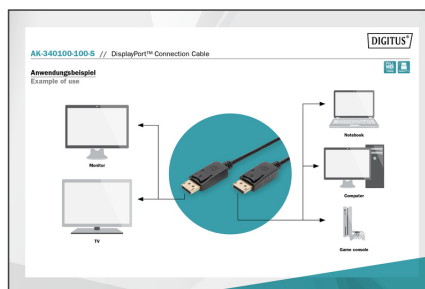 DIGITUS®
AK-340100-100-S // DisplayPort™ Connection Cable
Anwendungsbeispiel
Example of use
Monitor
TV
Notebook
Computer
Game console